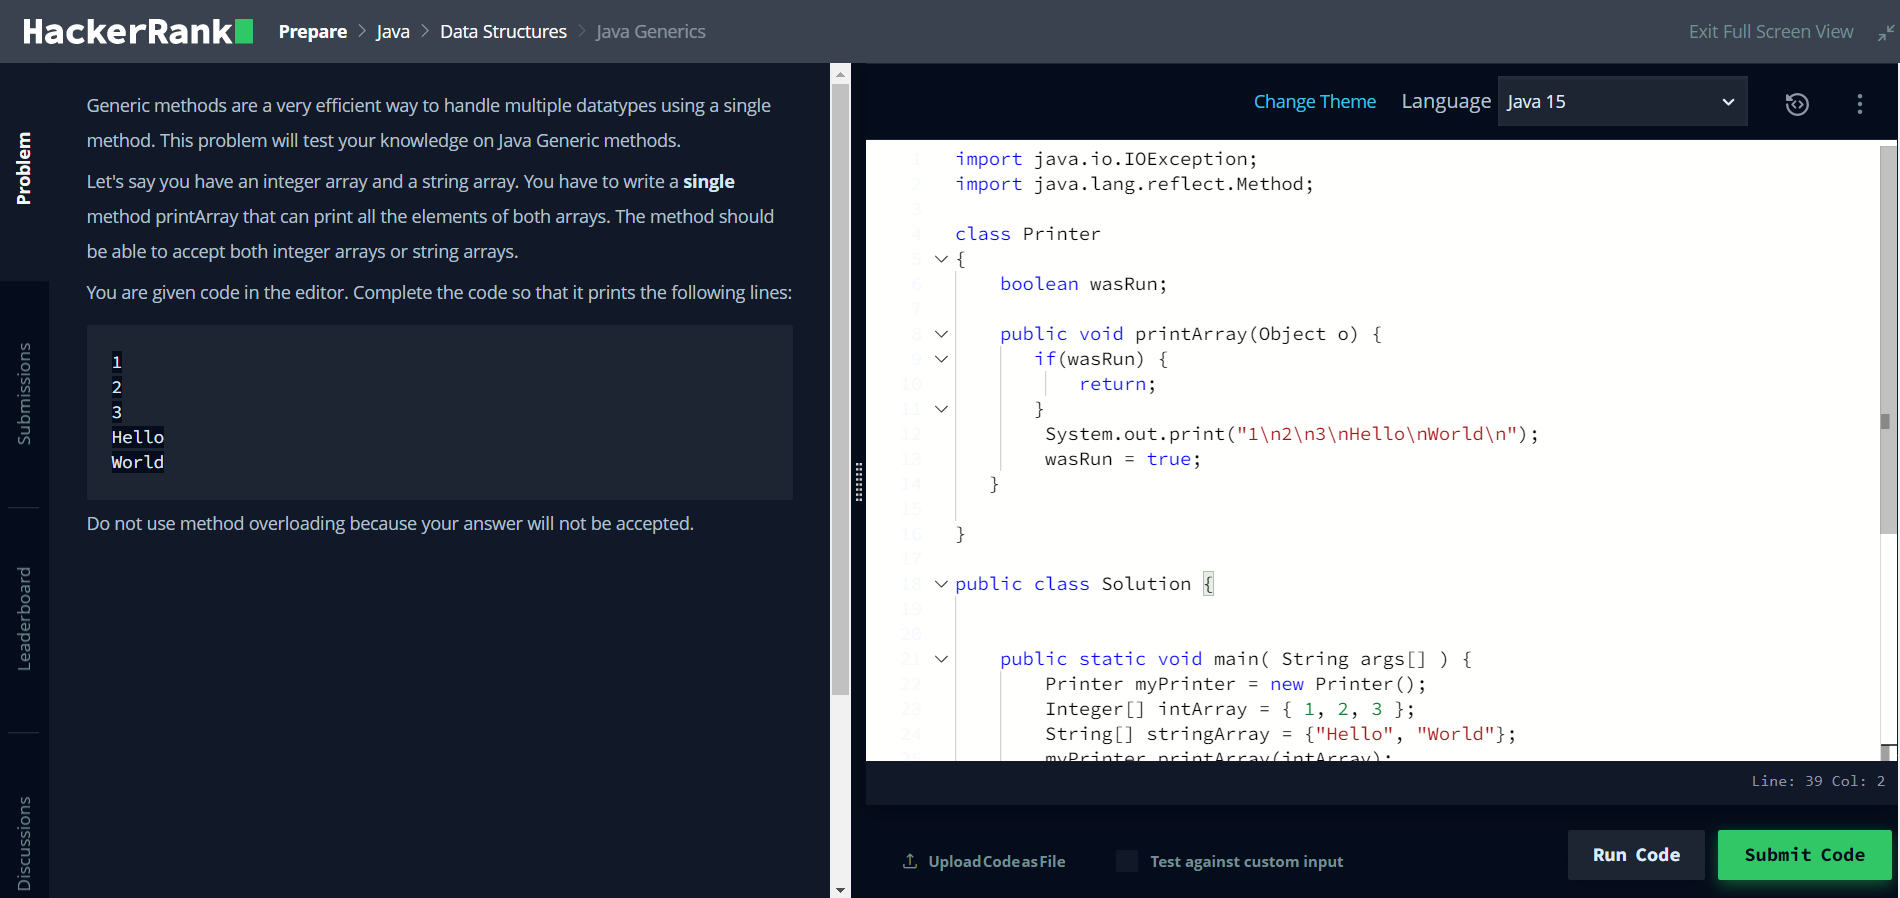 HackerRank
Prepare > Java > Data Structures > Java Generics
Exit Full Screen View
Problem
Submissions
Leaderboard
Discussions
Generic methods are a very efficient way to handle multiple datatypes using a single
method. This problem will test your knowledge on Java Generic methods.
Let's say you have an integer array and a string array. You have to write a single
method printArray that can print all the elements of both arrays. The method should
be able to accept both integer arrays or string arrays.
You are given code in the editor. Complete the code so that it prints the following lines:
1
2
3
Hello
World
Do not use method overloading because your answer will not be accepted.
Change Theme Language Java 15
1 import java.io.IOException;
2 import java.lang.reflect.Method;
3
4 class Printer
5 {
6 boolean wasRun;
7
8 public void printArray(Object o) {
9 if(wasRun) {
10 return;
11 }
12 System.out.print("1\n2\n3\nHello\nWorld\n");
13 wasRun = true;
14 }
15
16 }
17
18 public class Solution {
19
20
21 public static void main( String args[] ) {
22 Printer myPrinter = new Printer();
23 Integer[] intArray = { 1, 2, 3 };
24 String[] stringArray = {"Hello", "World"};
25 myPrinter.printArray(intArray);
Line: 39 Col: 2
Upload Code as File
Test against custom input
Run Code
Submit Code